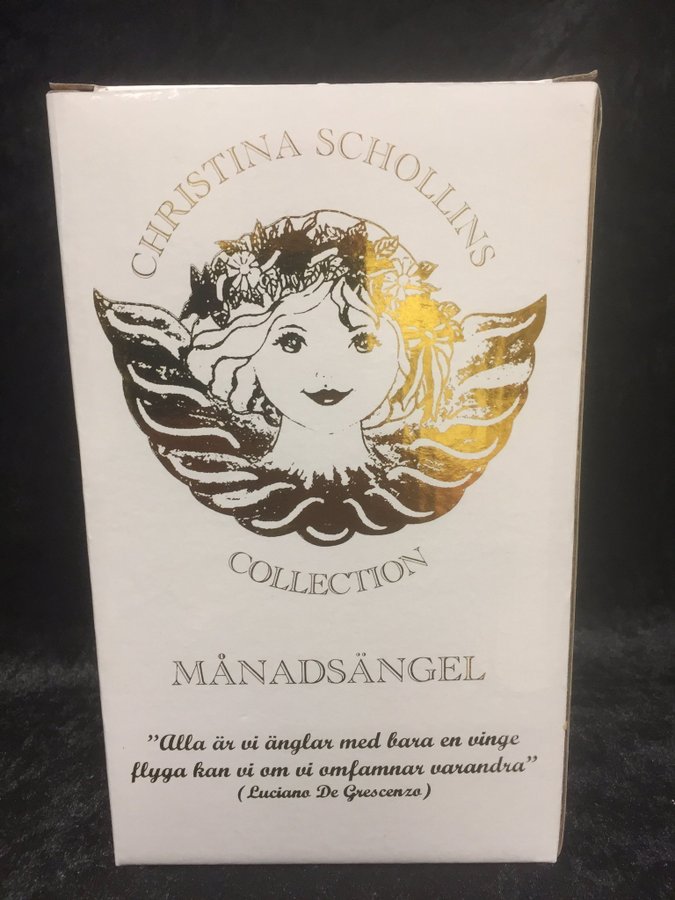 CHRISTINA SCHOLLINS
COLLECTION
MÅNADSÄNGEL
"Alla är vi änglar med bara en vinge
flyga kan vi om vi omfamnar varandra"
(Luciano De Grescenzo)